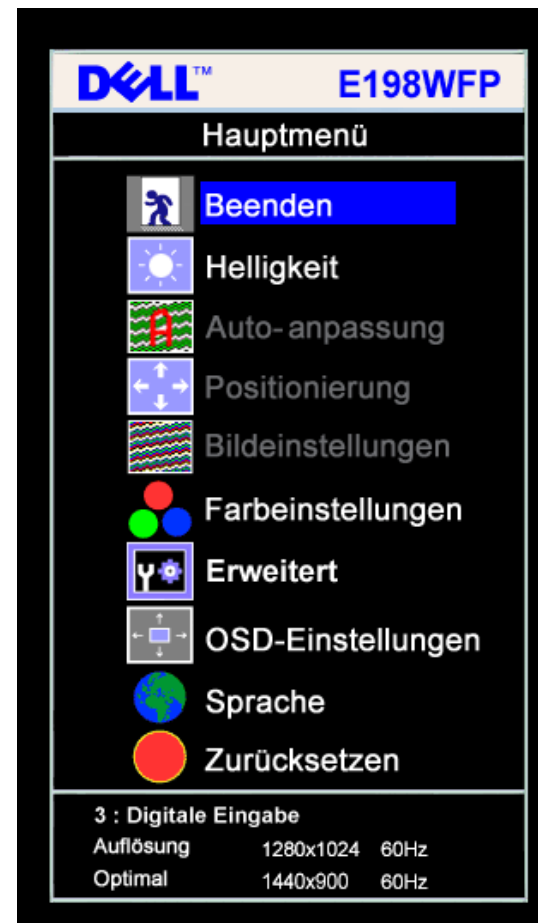 DELL™ E198WFP
Hauptmenü
Beenden
Helligkeit
Auto-anpassung
Positionierung
Bildeinstellungen
Farbeinstellungen
Erweitert
OSD-Einstellungen
Sprache
Zurücksetzen
3 : Digitale Eingabe
Auflösung 1280x1024 60Hz
Optimal 1440x900 60Hz